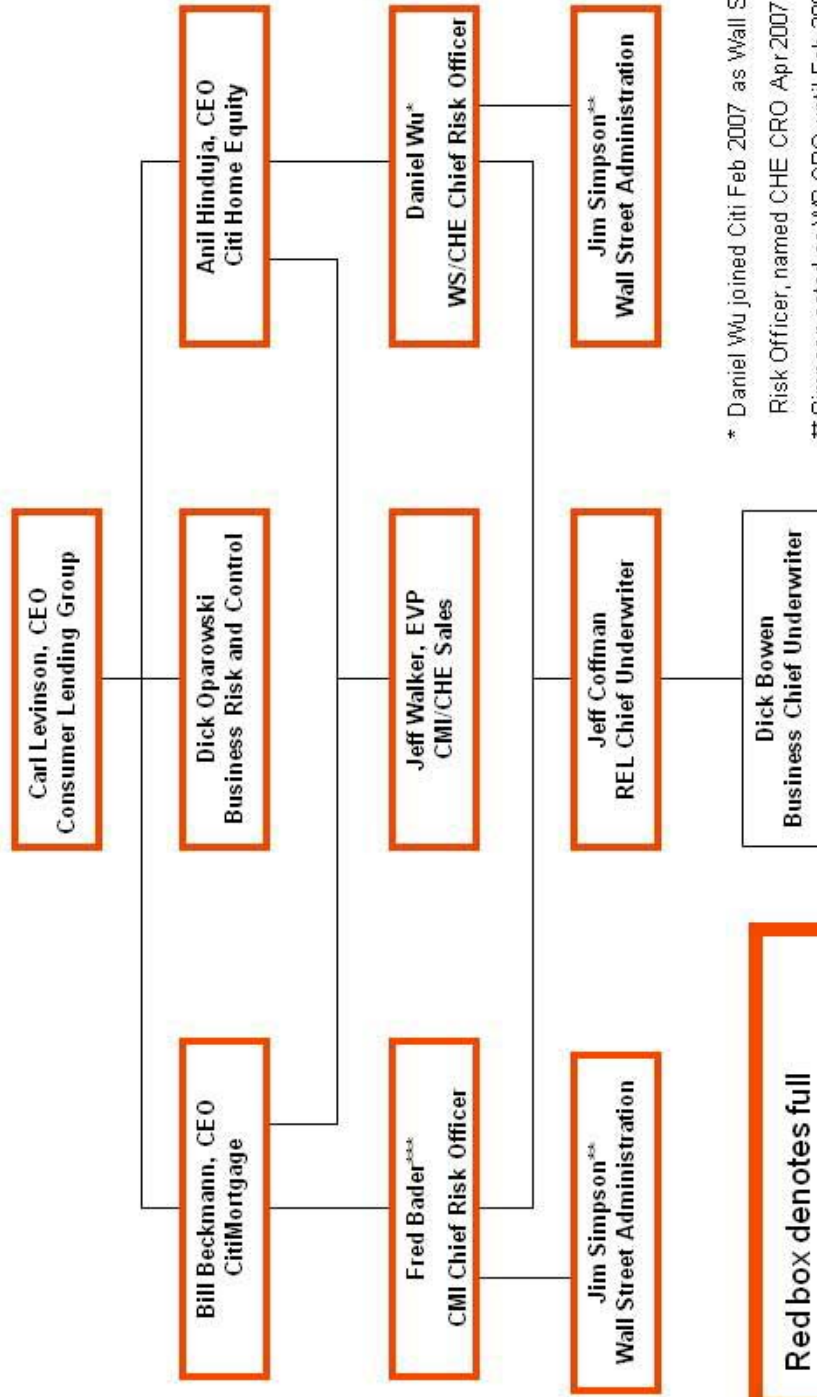 Carl Levinson, CEO
Consumer Lending Group
Bill Beckmann, CEO
CitiMortgage
Dick Oparowski
Business Risk and Control
Anil Hinduja, CEO
Citi Home Equity
Fred Bader***
CMI Chief Risk Officer
Jeff Walker, EVP
CMI/CHE Sales
Daniel Wu*
WS/CHE Chief Risk Officer
Jim Simpson**
Wall Street Administration
Jeff Coffman
REL Chief Underwriter
Jim Simpson**
Wall Street Administration
Dick Bowen
Business Chief Underwriter
Red box denotes full
* Daniel Wu joined Citi Feb 2007 as Wall
Risk Officer, named CHE CRO Apr 2007